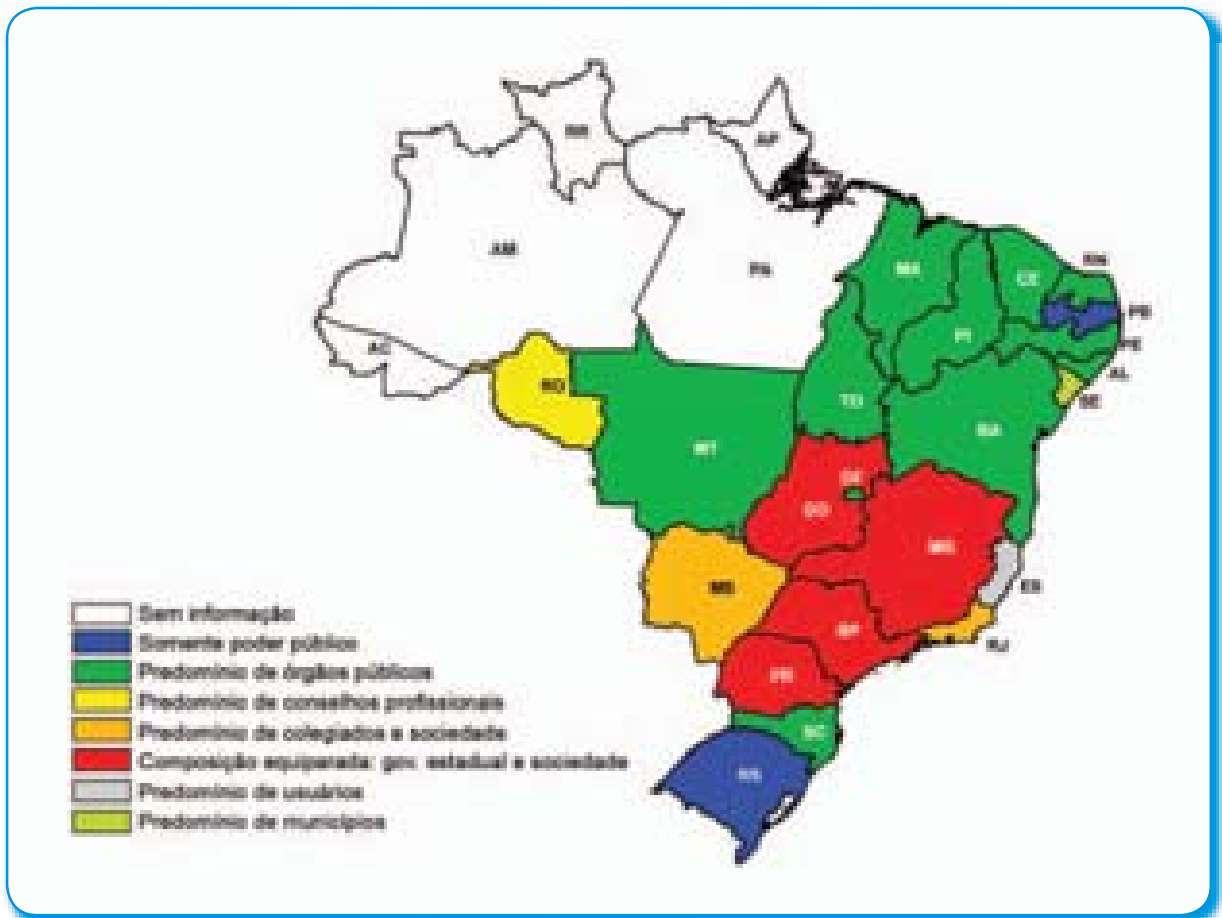 RR
AP
AM
PA
MA
CE
RN
PB
PI
PE
AC
AL
RO
TO
SE
BA
MT
DF
GO
MG
MS
ES
SP
RJ
PR
SC
RS
Sem informação
Somente poder público
Predomínio de órgãos públicos
Predomínio de conselhos profissionais
Predomínio de colegiados e sociedade
Composição equiparada: gov. estadual e sociedade
Predomínio de usuários
Predomínio de municípios